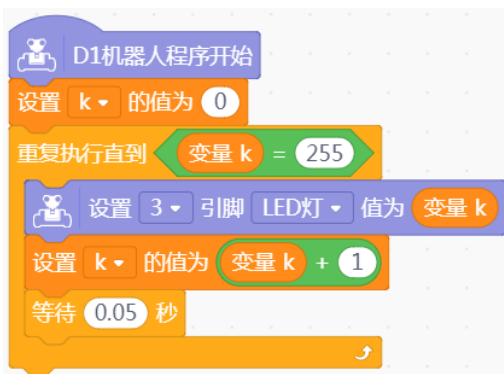 D1机器人程序开始
设置 k 的值为 0
重复执行直到 变量 k = 255
设置 3 引脚 LED灯 值为 变量 k
设置 k 的值为 变量 k + 1
等待 0.05 秒